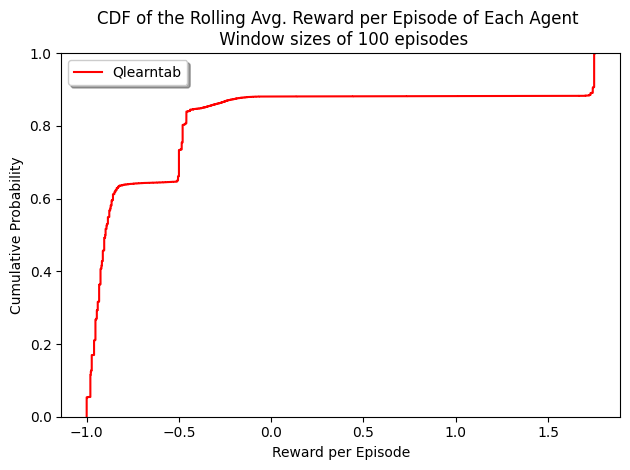 CDF of the Rolling Avg. Reward per Episode of Each Agent
Window sizes of 100 episodes
Qlearntab
Cumulative Probability
1.0
0.8
0.6
0.4
0.2
0.0
−1.0 −0.5 0.0 0.5 1.0 1.5
Reward per Episode